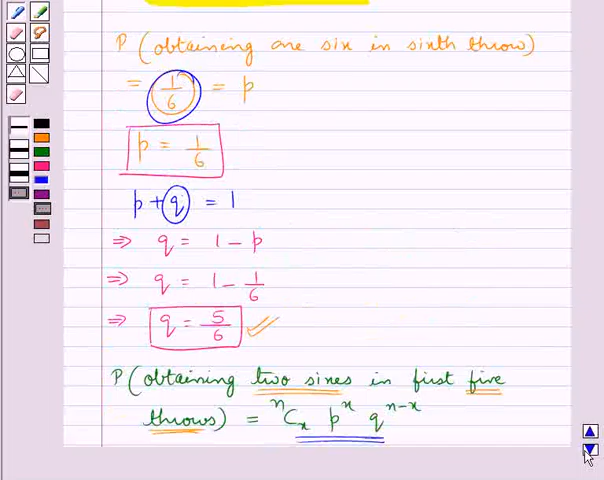 P (obtaining one six in sixth throw)
= 1/6 = p
p = 1/6
p + q = 1
⇒ q = 1 - p
⇒ q = 1 - 1/6
⇒ q = 5/6
P (obtaining two sixes in first five
throws) = ⁿCₓ pˣ qⁿ⁻ˣ